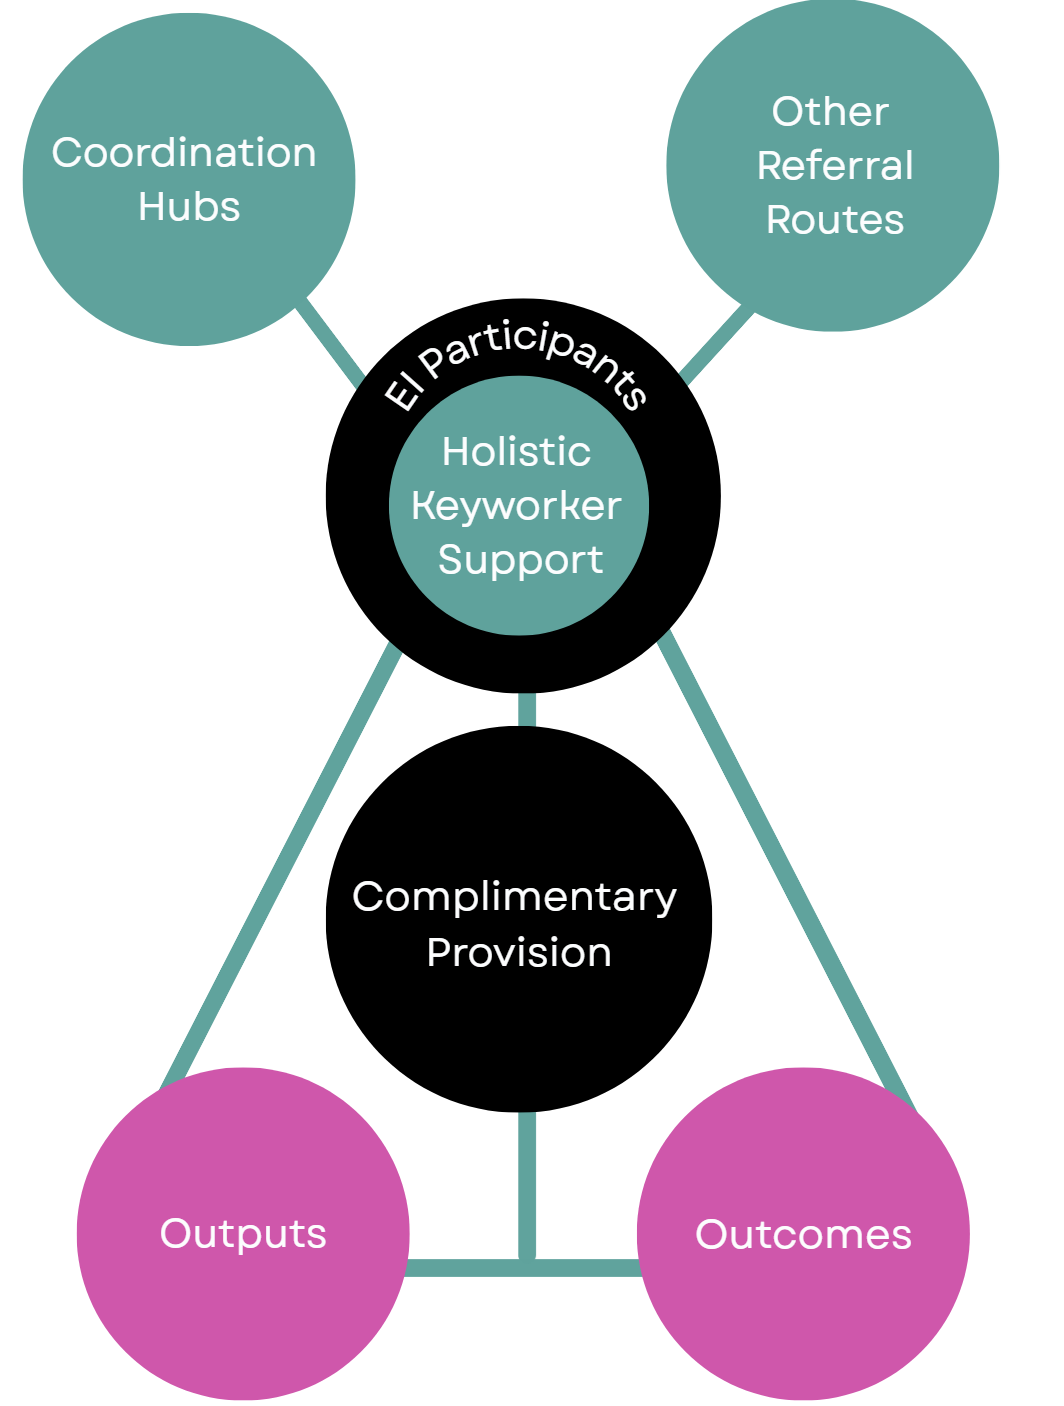 Coordination
Hubs
Other
Referral
Routes
EI Participants
Holistic
Keyworker
Support
Complimentary
Provision
Outputs
Outcomes